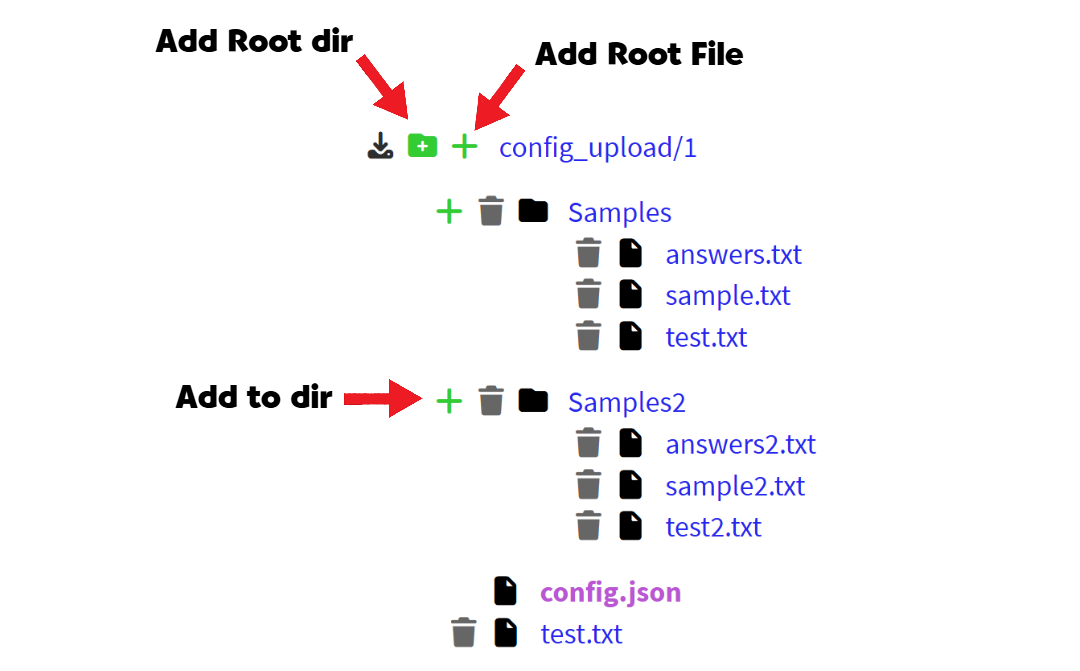 Add Root dir
Add Root File
config_upload/1
Samples
answers.txt
sample.txt
test.txt
Add to dir
Samples2
answers2.txt
sample2.txt
test2.txt
config.json
test.txt